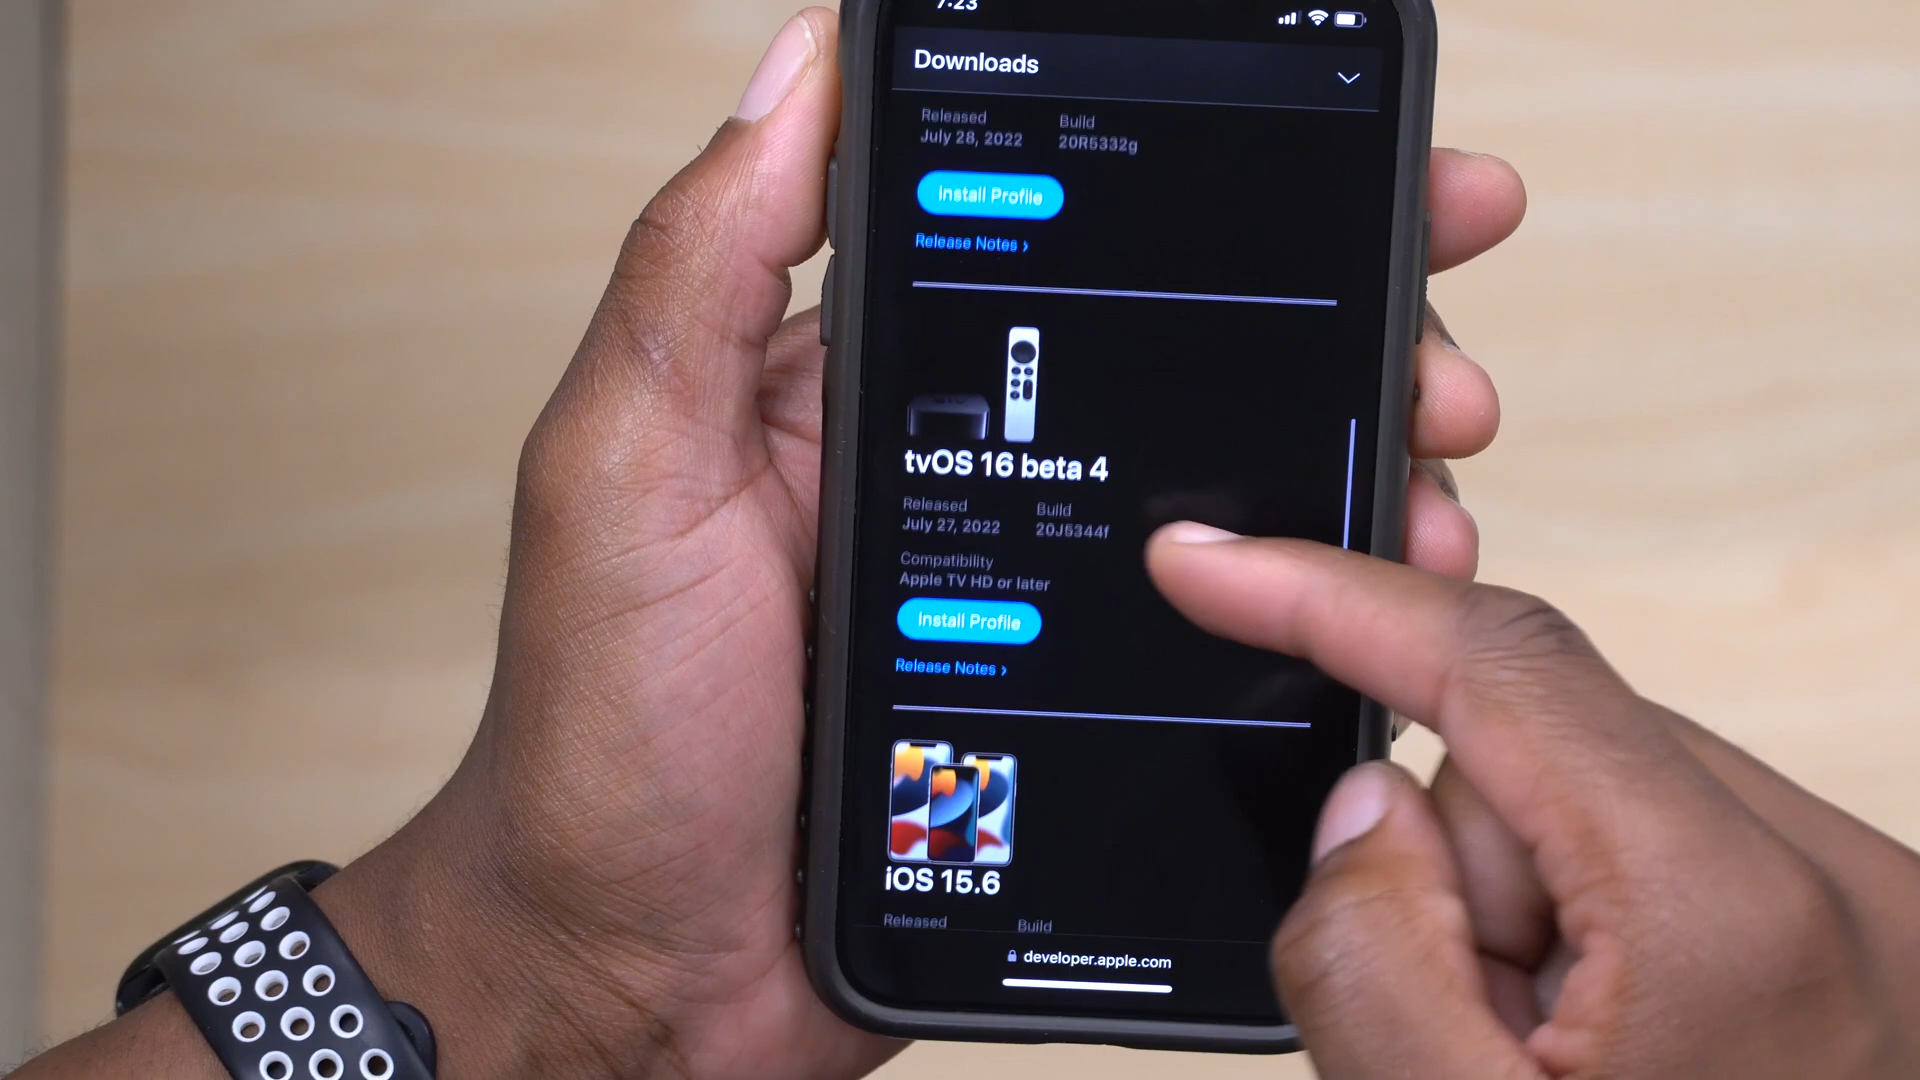 7:23
Downloads
Released Build
July 28, 2022 20R5332g
Install Profile
Release Notes ›
tvOS 16 beta 4
Released Build
July 27, 2022 20J5344f
Compatibility
Apple TV HD or later
Install Profile
Release Notes ›
iOS 15.6
Released Build
developer.apple.com